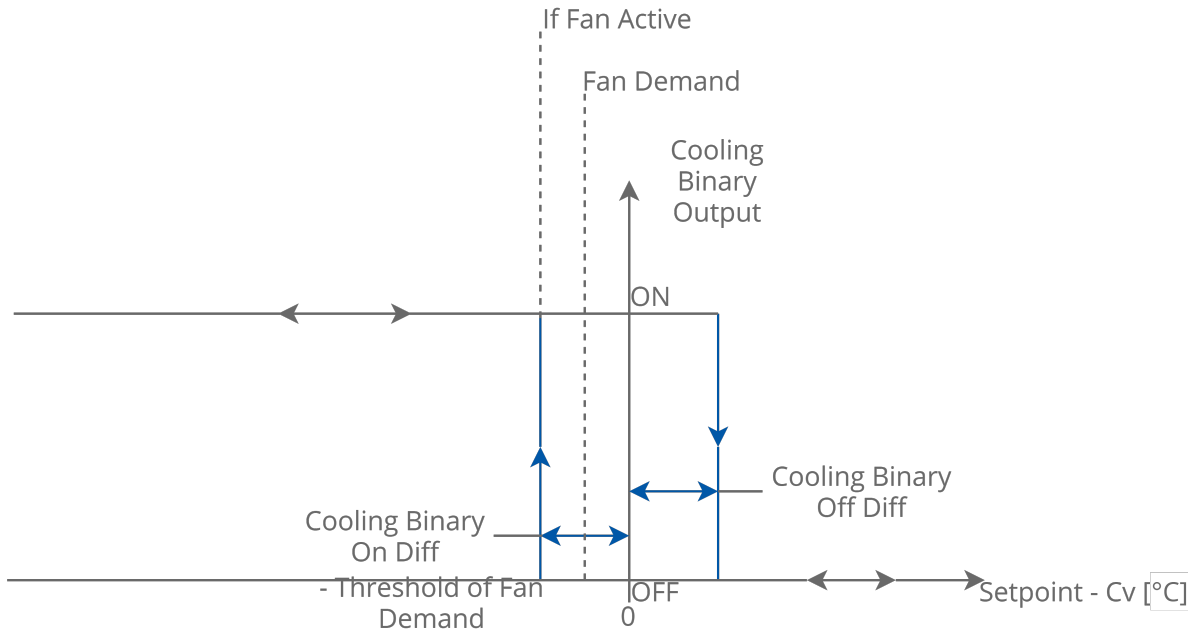 If Fan Active
Fan Demand
Cooling
Binary
Output
ON
Cooling Binary
Off Diff
Cooling Binary
On Diff
- Threshold of Fan
Demand
OFF
0
Setpoint - Cv [°C]